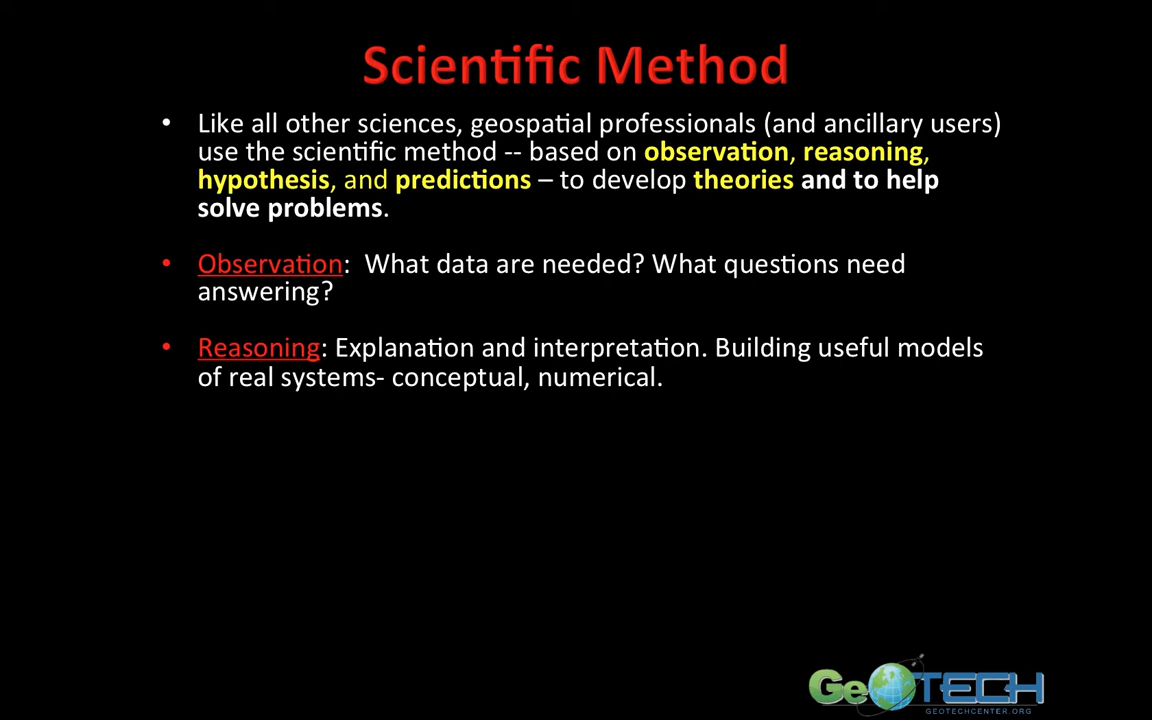 Scientific Method
• Like all other sciences, geospatial professionals (and ancillary users)
use the scientific method -- based on observation, reasoning,
hypothesis, and predictions – to develop theories and to help
solve problems.
• Observation:  What data are needed? What questions need
answering?
• Reasoning: Explanation and interpretation. Building useful models
of real systems- conceptual, numerical.
GeoTECH
GEOTECHCENTER.ORG